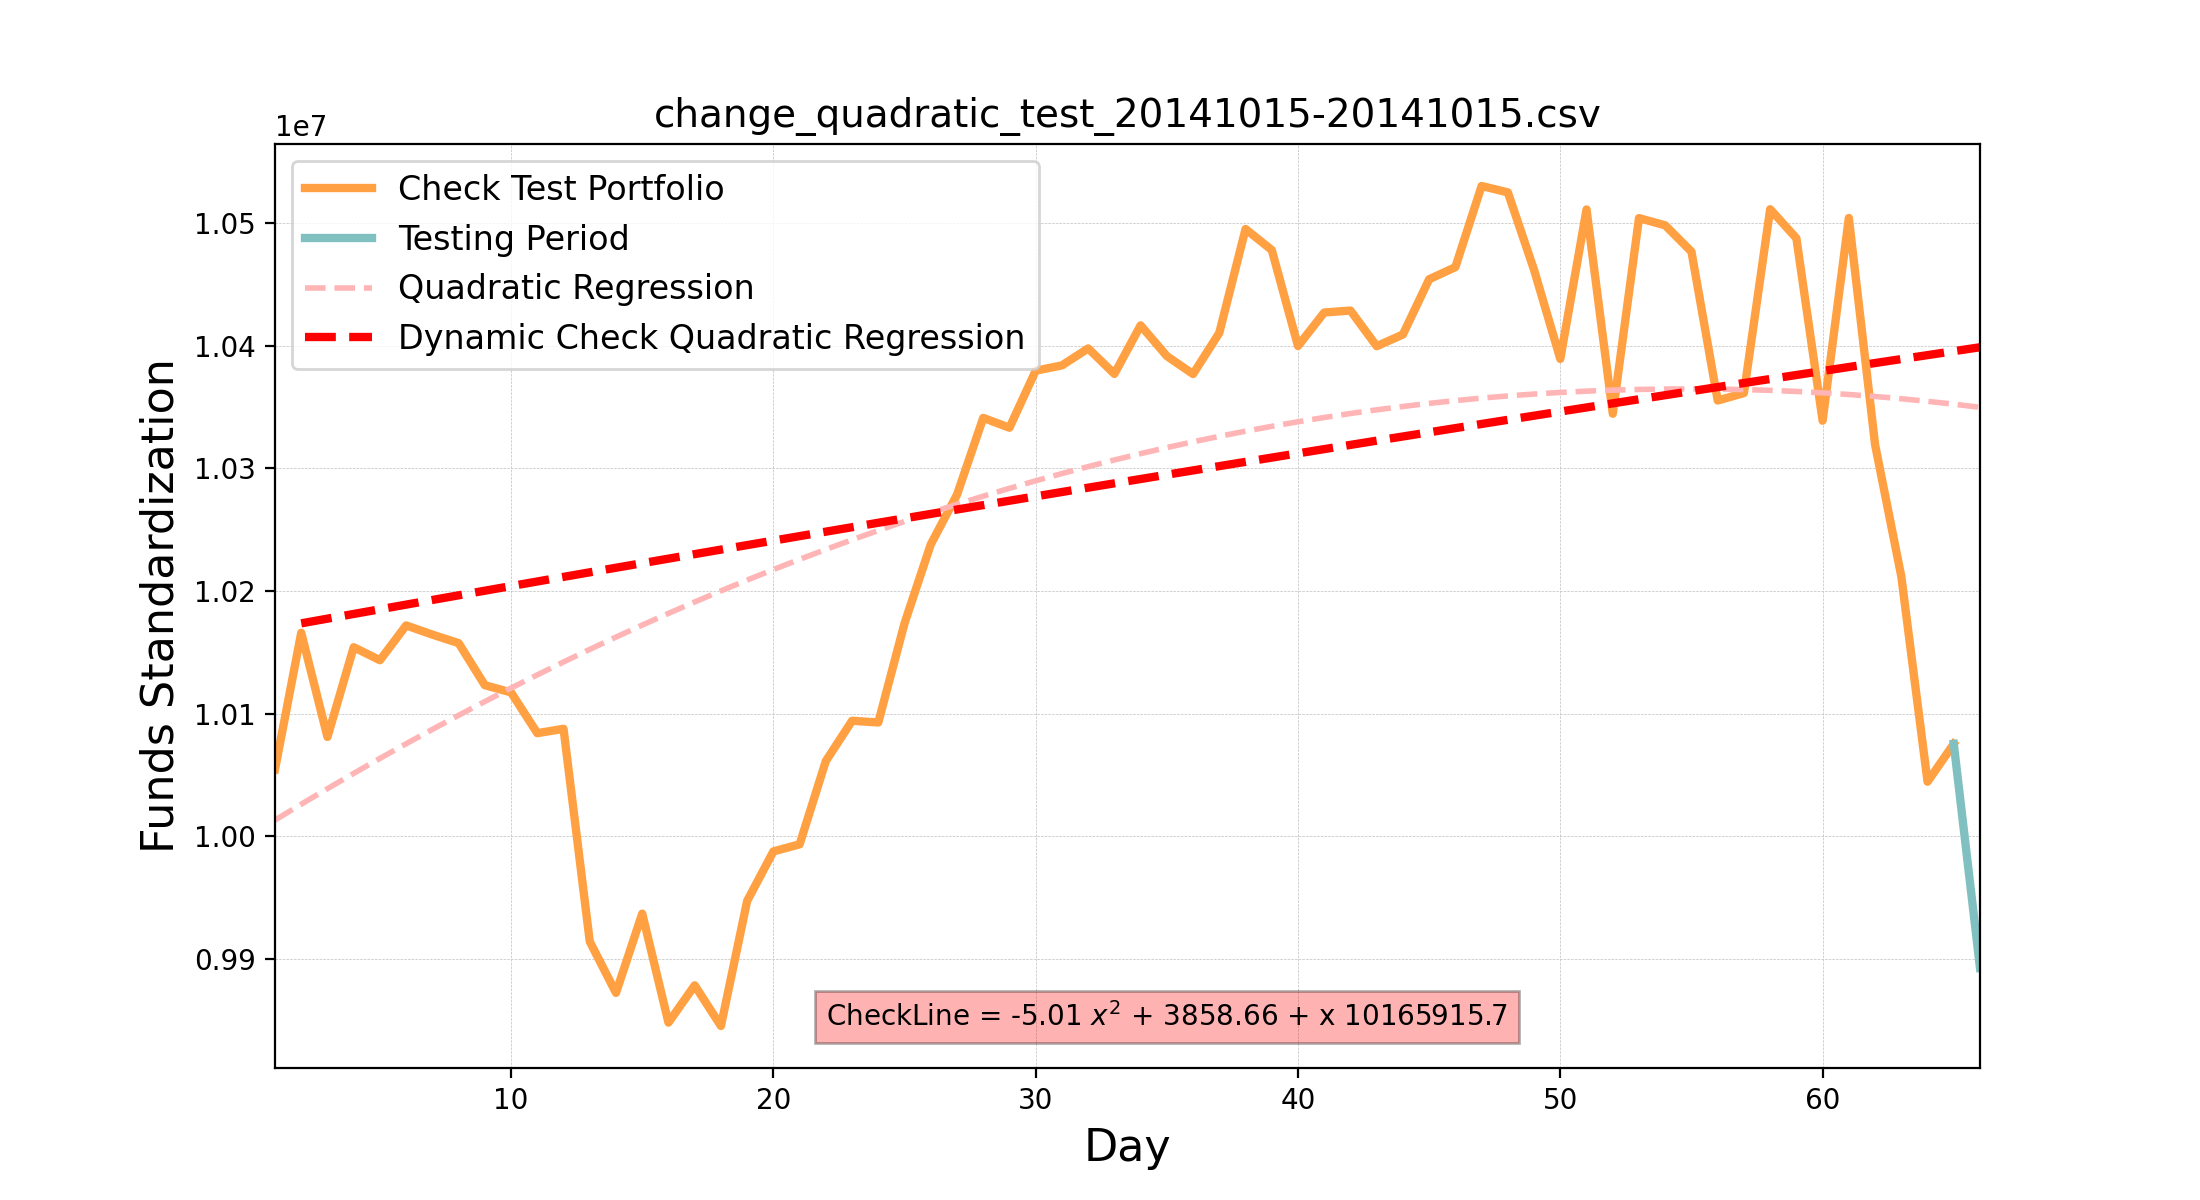 change_quadratic_test_20141015-20141015.csv
1e7
Check Test Portfolio
Testing Period
Quadratic Regression
Dynamic Check Quadratic Regression
1.05
1.04
1.03
1.02
1.01
1.00
0.99
Funds Standardization
CheckLine = -5.01 x² + 3858.66 + x 10165915.7
10 20 30 40 50 60
Day